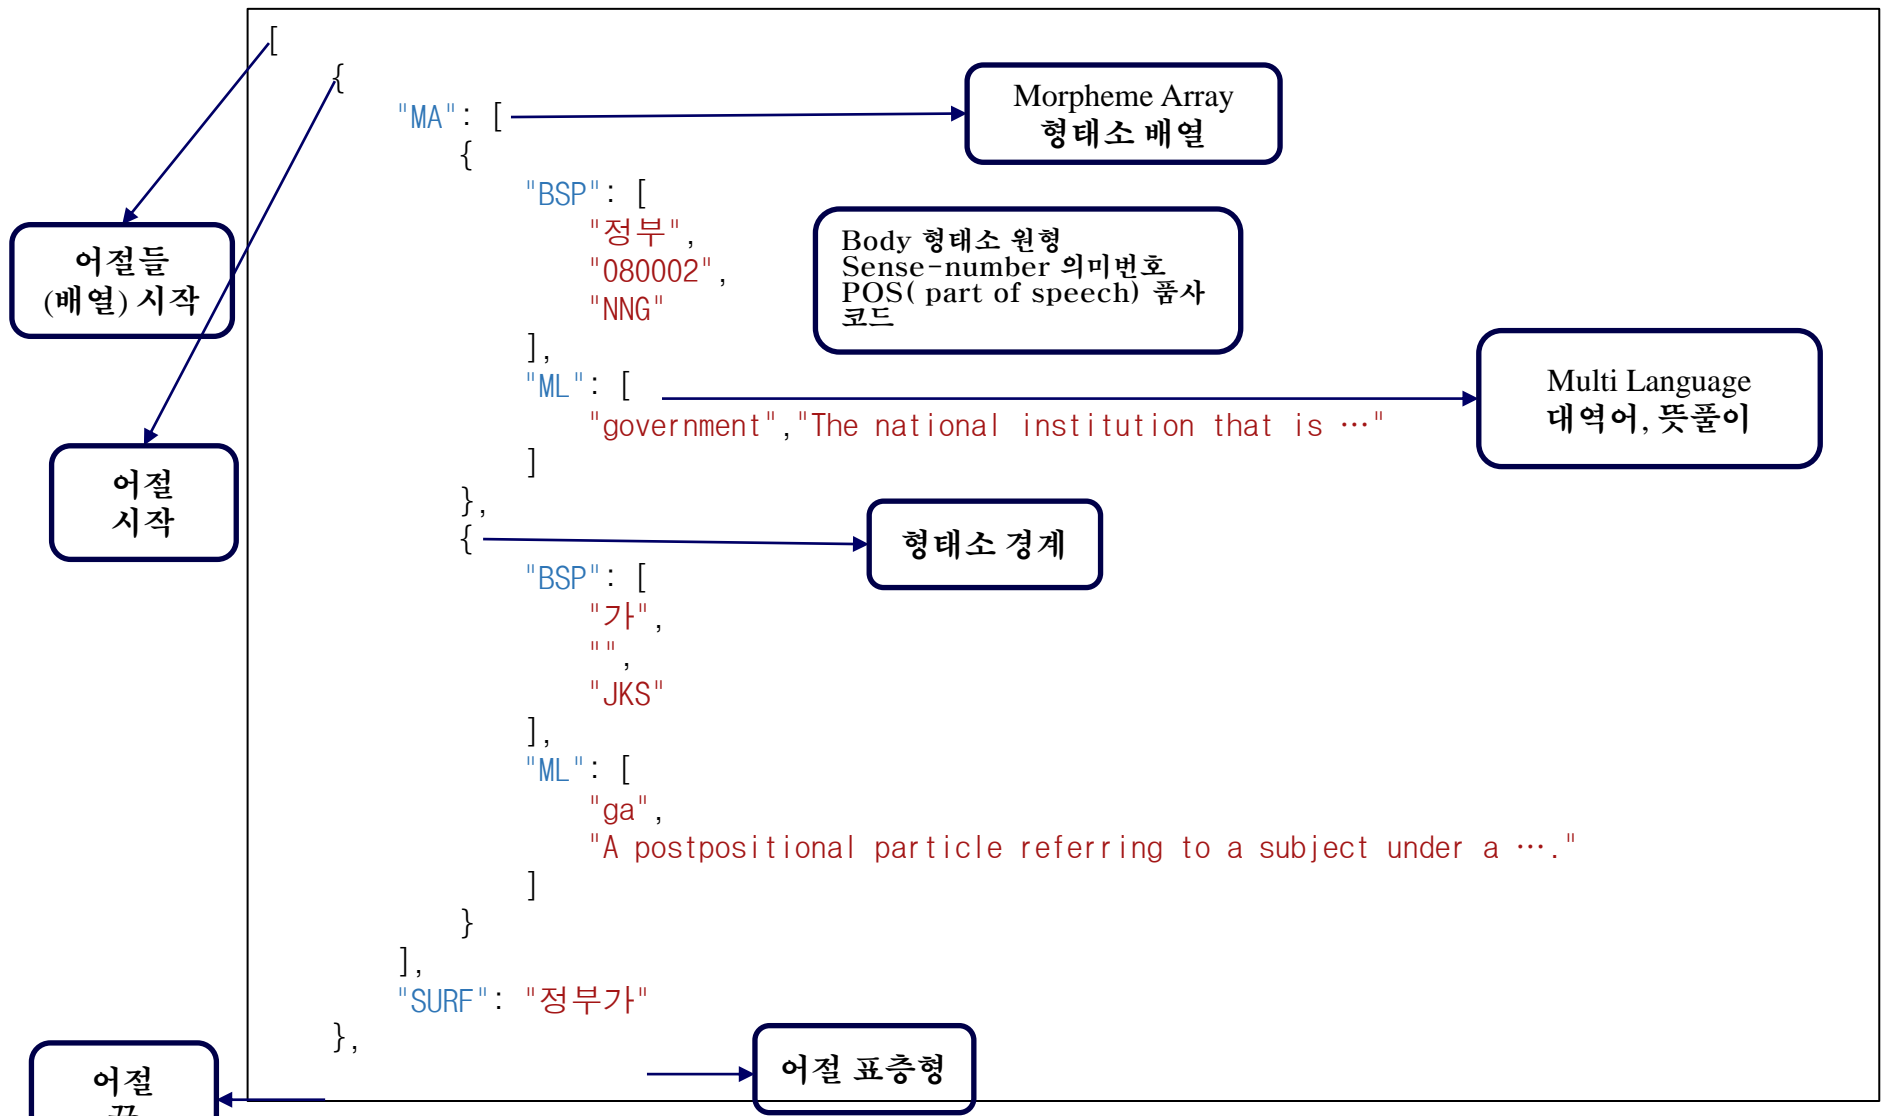 [
{
"MA": [
Morpheme Array
형태소 배열
{
"BSP": [
"정부",
"080002",
"NNG"
Body 형태소 원형
Sense-number 의미번호
POS( part of speech) 품사
코드
어절들
(배열) 시작
],
"ML": [
"government","The national institution that is …"
]
Multi Language
대역어, 뜻풀이
어절
시작
},
{
형태소 경계
"BSP": [
"가",
"",
"JKS"
],
"ML": [
"ga",
"A postpositional particle referring to a subject under a …."
]
}
],
"SURF": "정부가"
},
어절 표층형
어절